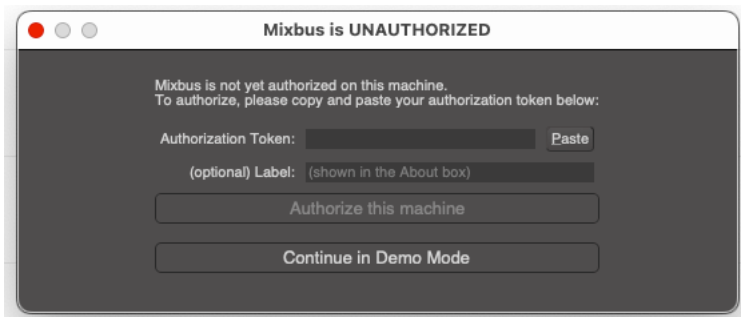 Mixbus is UNAUTHORIZED
Mixbus is not yet authorized on this machine.
To authorize, please copy and paste your authorization token below:
Authorization Token:
Paste
(optional) Label: (shown in the About box)
Authorize this machine
Continue in Demo Mode